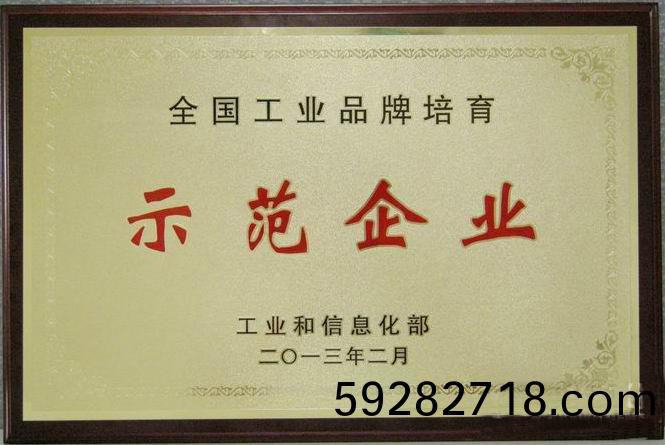 全国工业品牌培育
示范企业
工业和信息化部
二〇一三年二月
59282718.com